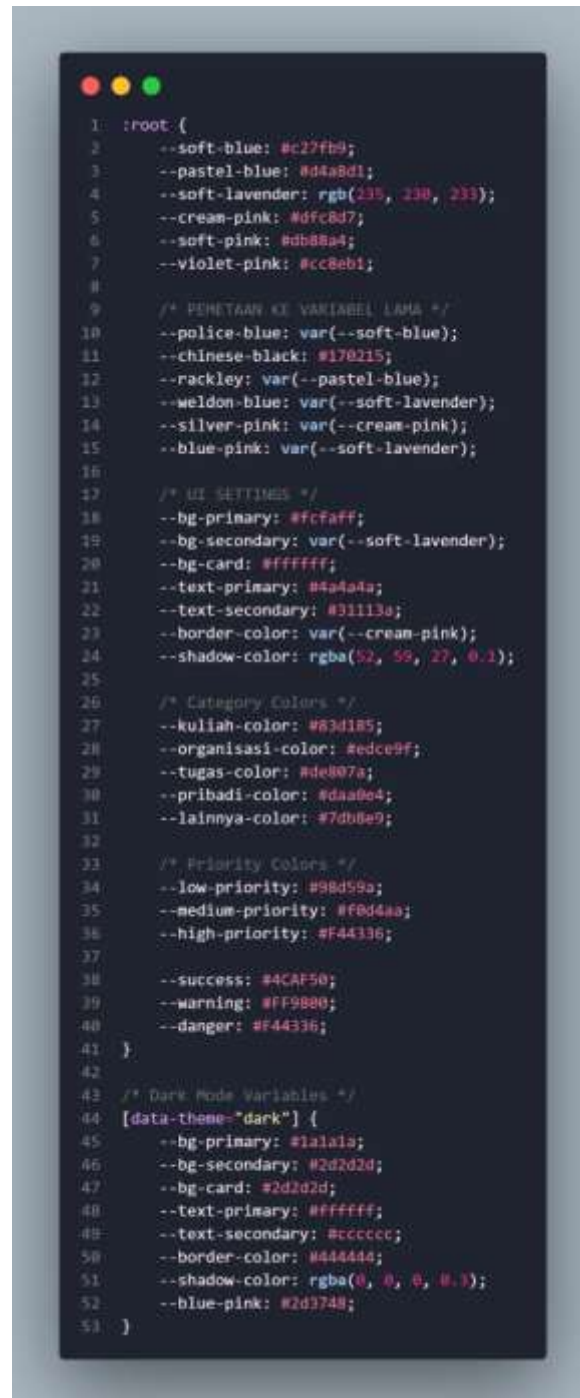 1 :root {
2 --soft-blue: #c27fb9;
3 --pastel-blue: #d4a8d1;
4 --soft-lavender: rgb(235, 230, 233);
5 --cream-pink: #dfc8d7;
6 --soft-pink: #db88a4;
7 --violet-pink: #cc8eb1;
8
9 /* PEMETAAN KE VARIABEL LAMA */
10 --police-blue: var(--soft-blue);
11 --chinese-black: #170215;
12 --rackley: var(--pastel-blue);
13 --weldon-blue: var(--soft-lavender);
14 --silver-pink: var(--cream-pink);
15 --blue-pink: var(--soft-lavender);
16
17 /* UI SETTINGS */
18 --bg-primary: #fcfaff;
19 --bg-secondary: var(--soft-lavender);
20 --bg-card: #ffffff;
21 --text-primary: #4a4a4a;
22 --text-secondary: #31113a;
23 --border-color: var(--cream-pink);
24 --shadow-color: rgba(52, 59, 27, 0.1);
25
26 /* Category Colors */
27 --kuliah-color: #83d185;
28 --organisasi-color: #edce9f;
29 --tugas-color: #de807a;
30 --pribadi-color: #daa0e4;
31 --lainnya-color: #7db8e9;
32
33 /* Priority Colors */
34 --low-priority: #98d59a;
35 --medium-priority: #f0d4aa;
36 --high-priority: #F44336;
37
38 --success: #4CAF50;
39 --warning: #FF9800;
40 --danger: #F44336;
41 }
42
43 /* Dark Mode Variables */
44 [data-theme="dark"] {
45 --bg-primary: #1a1a1a;
46 --bg-secondary: #2d2d2d;
47 --bg-card: #2d2d2d;
48 --text-primary: #ffffff;
49 --text-secondary: #cccccc;
50 --border-color: #444444;
51 --shadow-color: rgba(0, 0, 0, 0.3);
52 --blue-pink: #2d3748;
53 }